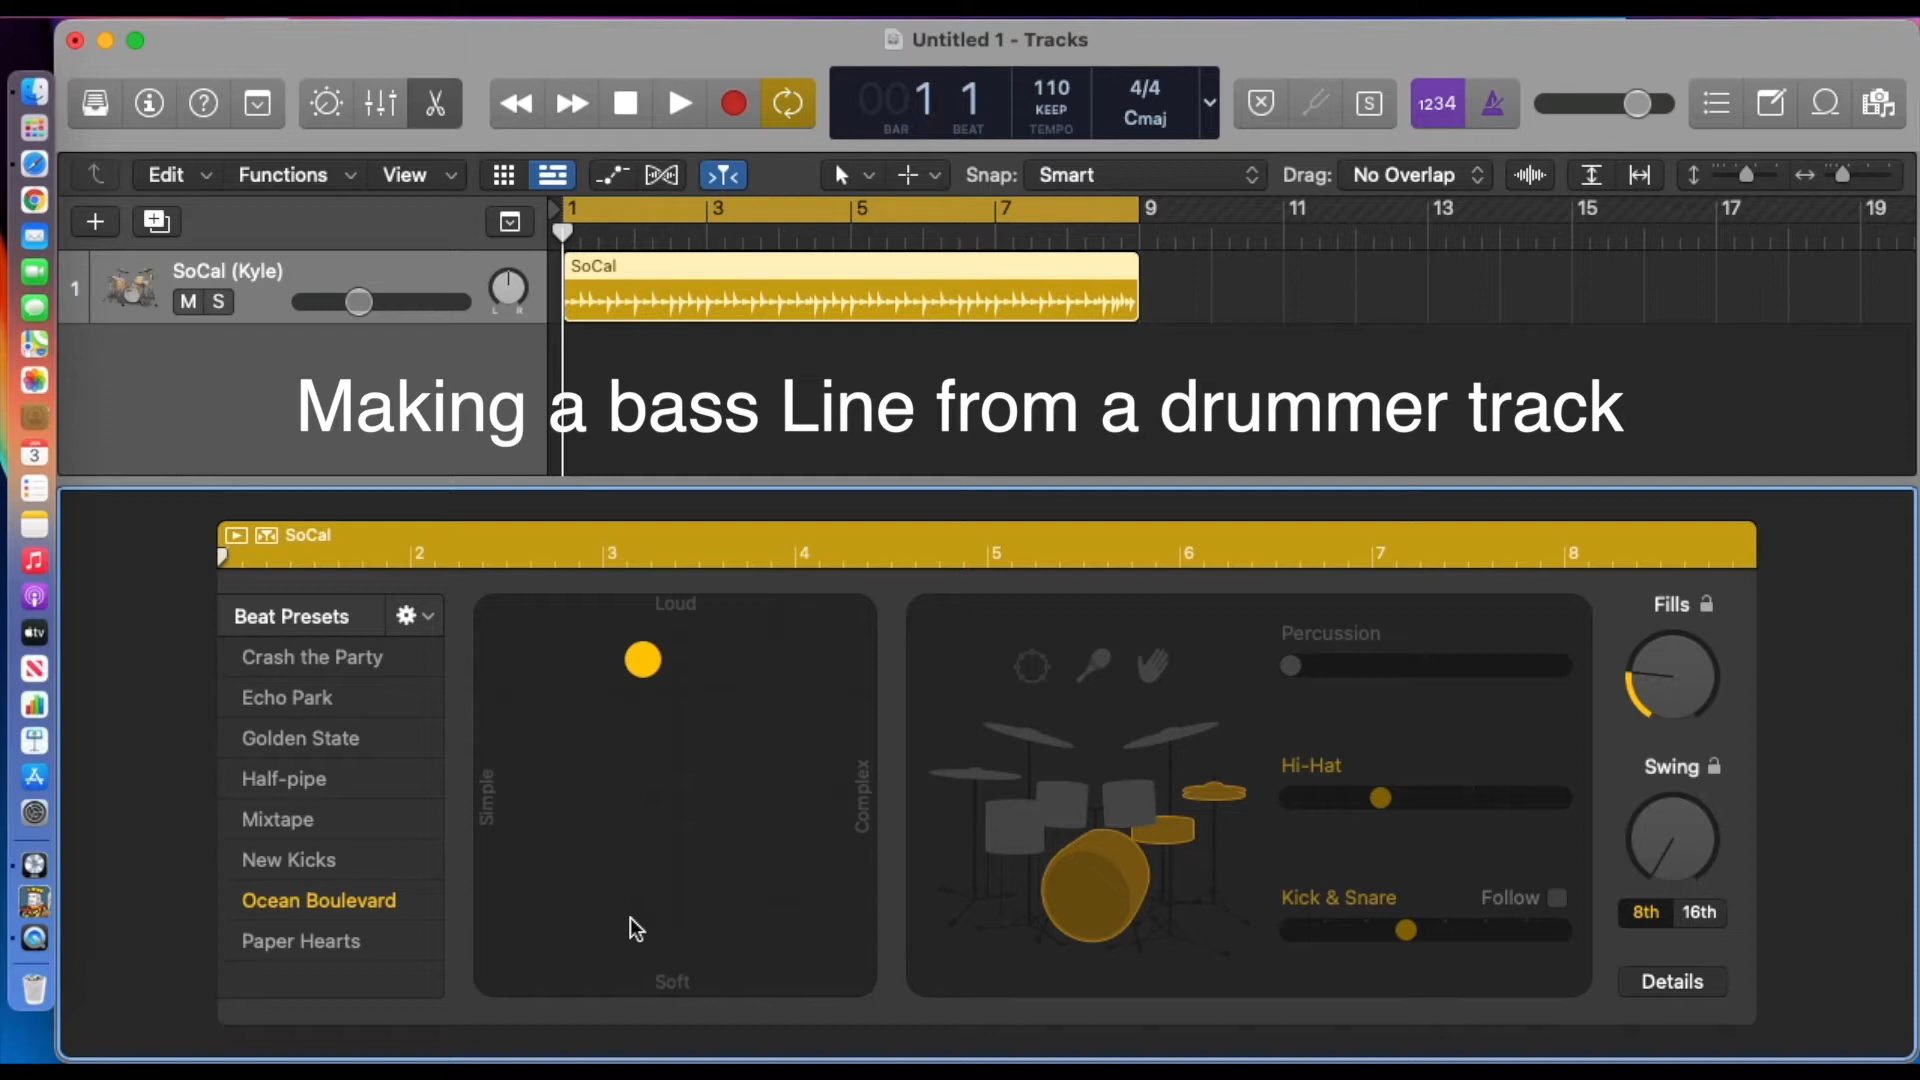 Untitled 1 - Tracks
001 1
BAR BEAT
110
KEEP
TEMPO
4/4
Cmaj
S
1234
Edit Functions View Snap: Smart Drag: No Overlap
1 3 5 7 9 11 13 15 17 19
1 SoCal (Kyle)
M S
L R
SoCal
Making a bass Line from a drummer track
SoCal
2 3 4 5 6 7 8
Beat Presets
Crash the Party
Echo Park
Golden State
Half-pipe
Mixtape
New Kicks
Ocean Boulevard
Paper Hearts
Loud
Simple
Complex
Soft
Percussion
Hi-Hat
Kick & Snare Follow
Fills
Swing
8th 16th
Details
tv
3